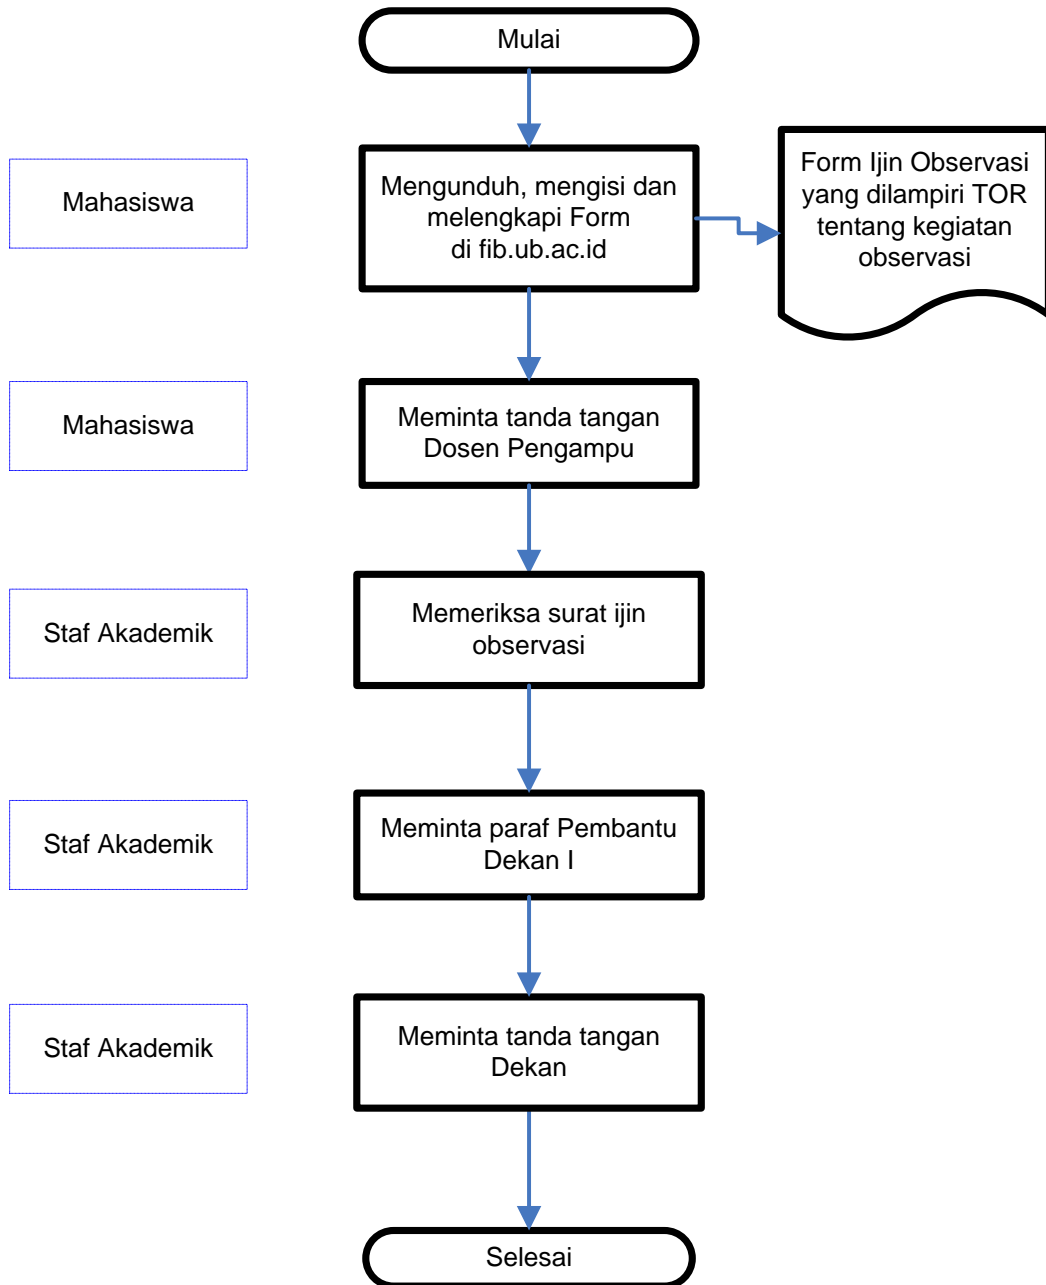 Mulai
Mahasiswa
Mengunduh, mengisi dan
melengkapi Form
di fib.ub.ac.id
Form Ijin Observasi
yang dilampiri TOR
tentang kegiatan
observasi
Mahasiswa
Meminta tanda tangan
Dosen Pengampu
Staf Akademik
Memeriksa surat ijin
observasi
Staf Akademik
Meminta paraf Pembantu
Dekan I
Staf Akademik
Meminta tanda tangan
Dekan
Selesai